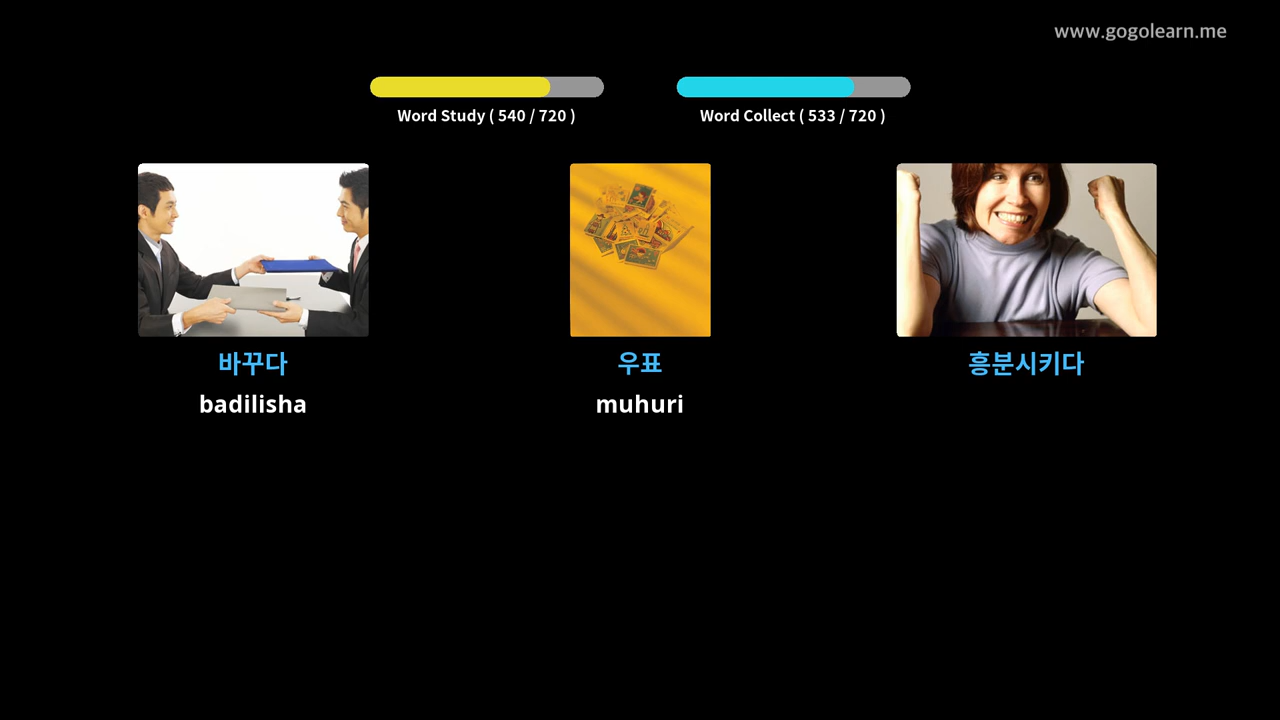 www.gogolearn.me
Word Study ( 540 / 720 )
Word Collect ( 533 / 720 )
바꾸다
우표
흥분시키다
badilisha
muhuri